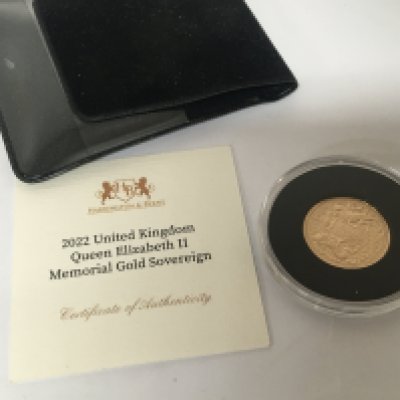 HARRINGTON & BYRNE
2022 United Kingdom
Queen Elizabeth II
Memorial Gold Sovereign
Certificate of Authenticity